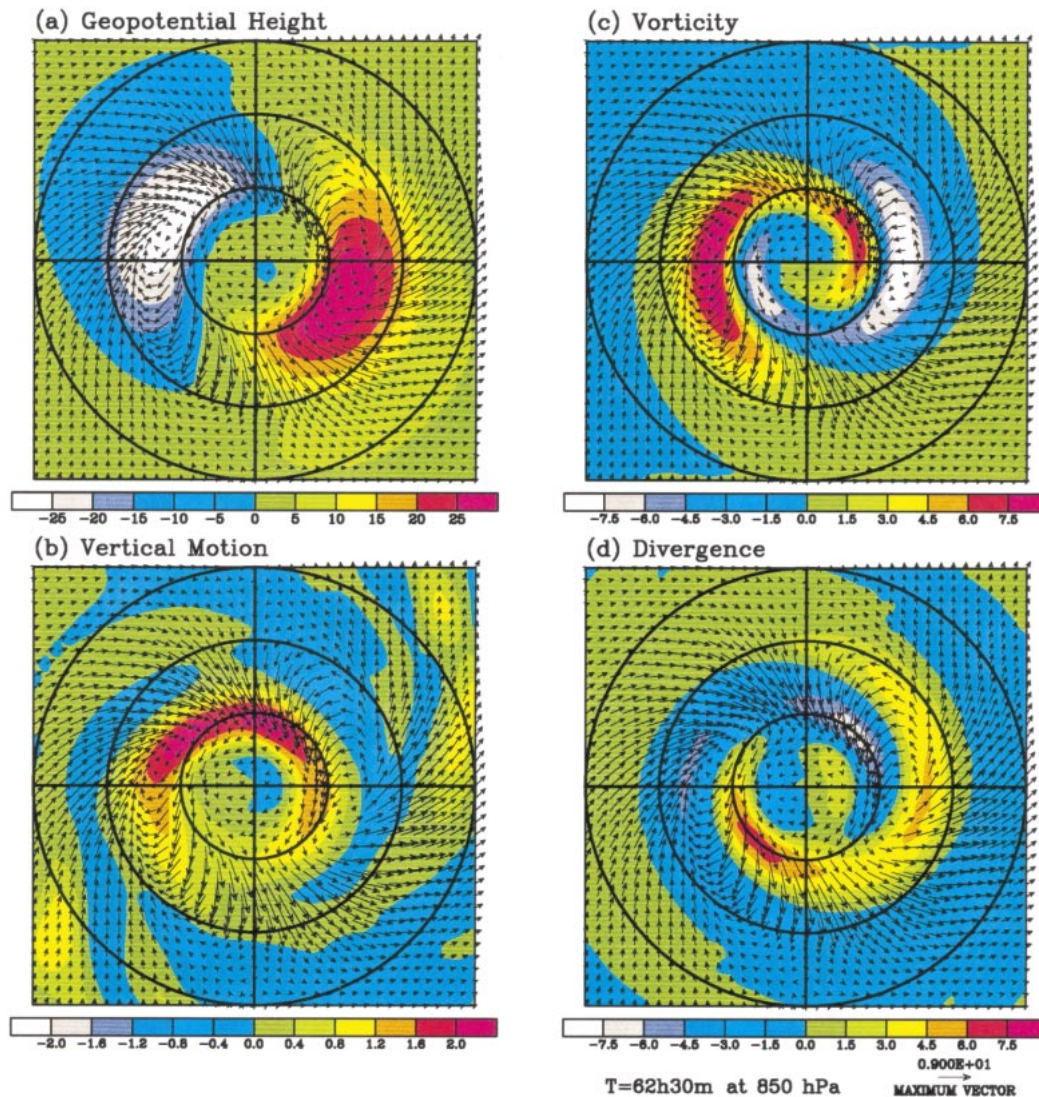 (a) Geopotential Height
-25 -20 -15 -10 -5 0 5 10 15 20 25
(c) Vorticity
-7.5 -6.0 -4.5 -3.0 -1.5 0.0 1.5 3.0 4.5 6.0 7.5
(b) Vertical Motion
-2.0 -1.6 -1.2 -0.8 -0.4 0.0 0.4 0.8 1.2 1.6 2.0
(d) Divergence
-7.5 -6.0 -4.5 -3.0 -1.5 0.0 1.5 3.0 4.5 6.0 7.5
T=62h30m at 850 hPa
0.900E+01
MAXIMUM VECTOR